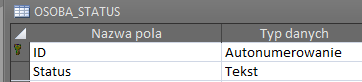 OSOBA_STATUS
Nazwa pola Typ danych
ID Autonumerowanie
Status Tekst